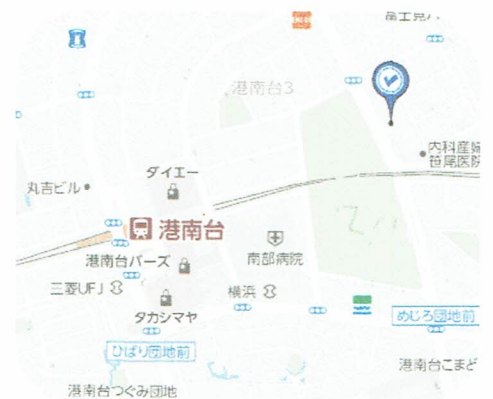 港南台3
内科産婦
笹尾医院
ダイエー
丸吉ビル
港南台
南部病院
港南台バーズ
三菱UFJ
横浜
タカシマヤ
めじろ団地前
ひばり団地前
港南台こまど
港南台つぐみ団地